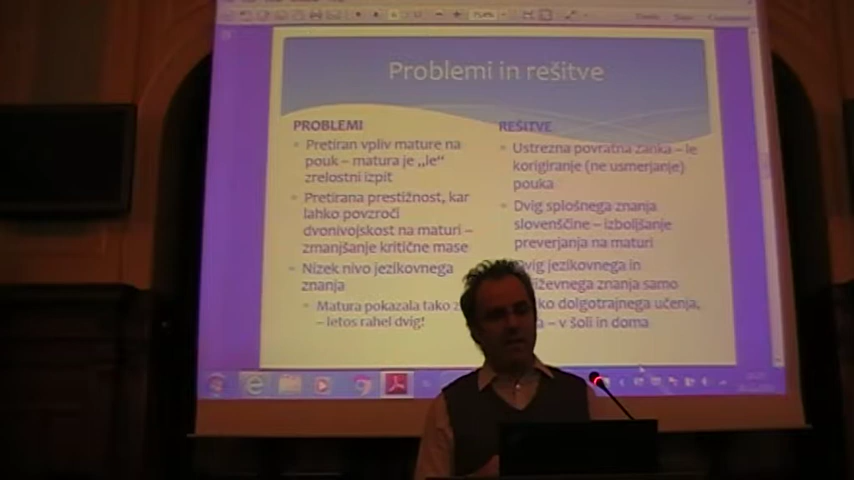 Problemi in rešitve
PROBLEMI
Pretiran vpliv mature na
pouk – matura je „le“
zrelostni izpit
Pretirana prestižnost, kar
lahko povzroči
dvonivojskost na maturi –
zmanjšanje kritične mase
Nizek nivo jezikovnega
znanja
Matura pokazala tako
– letos rahel dvig!
REŠITVE
Ustrezna povratna zanka – le
korigiranje (ne usmerjanje)
pouka
Dvig splošnega znanja
slovenščine – izboljšanje
preverjanja na maturi
jezikovnega in
znanja samo
dolgotrajnega učenja,
– v šoli in doma